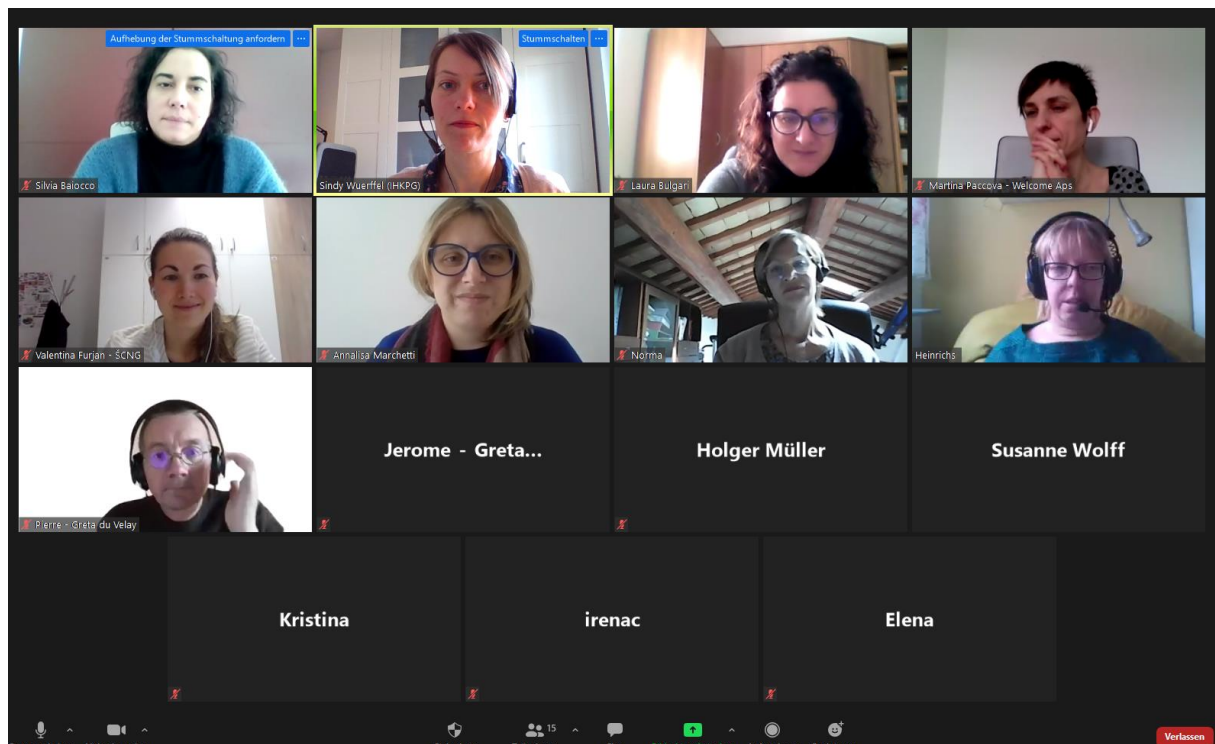 Aufhebung der Stummschaltung anfordern
Stummschalten
Silvia Baiocco
Sindy Wuerffel (IHKPG)
Laura Bulgari
Martina Paccova - Welcome Aps
Valentina Furjan - ŠCNG
Annalisa Marchetti
Norma
Heinrichs
Pierre - Greta du Velay
Jerome - Greta...
Holger Müller
Susanne Wolff
Kristina
irenac
Elena
15
Verlassen